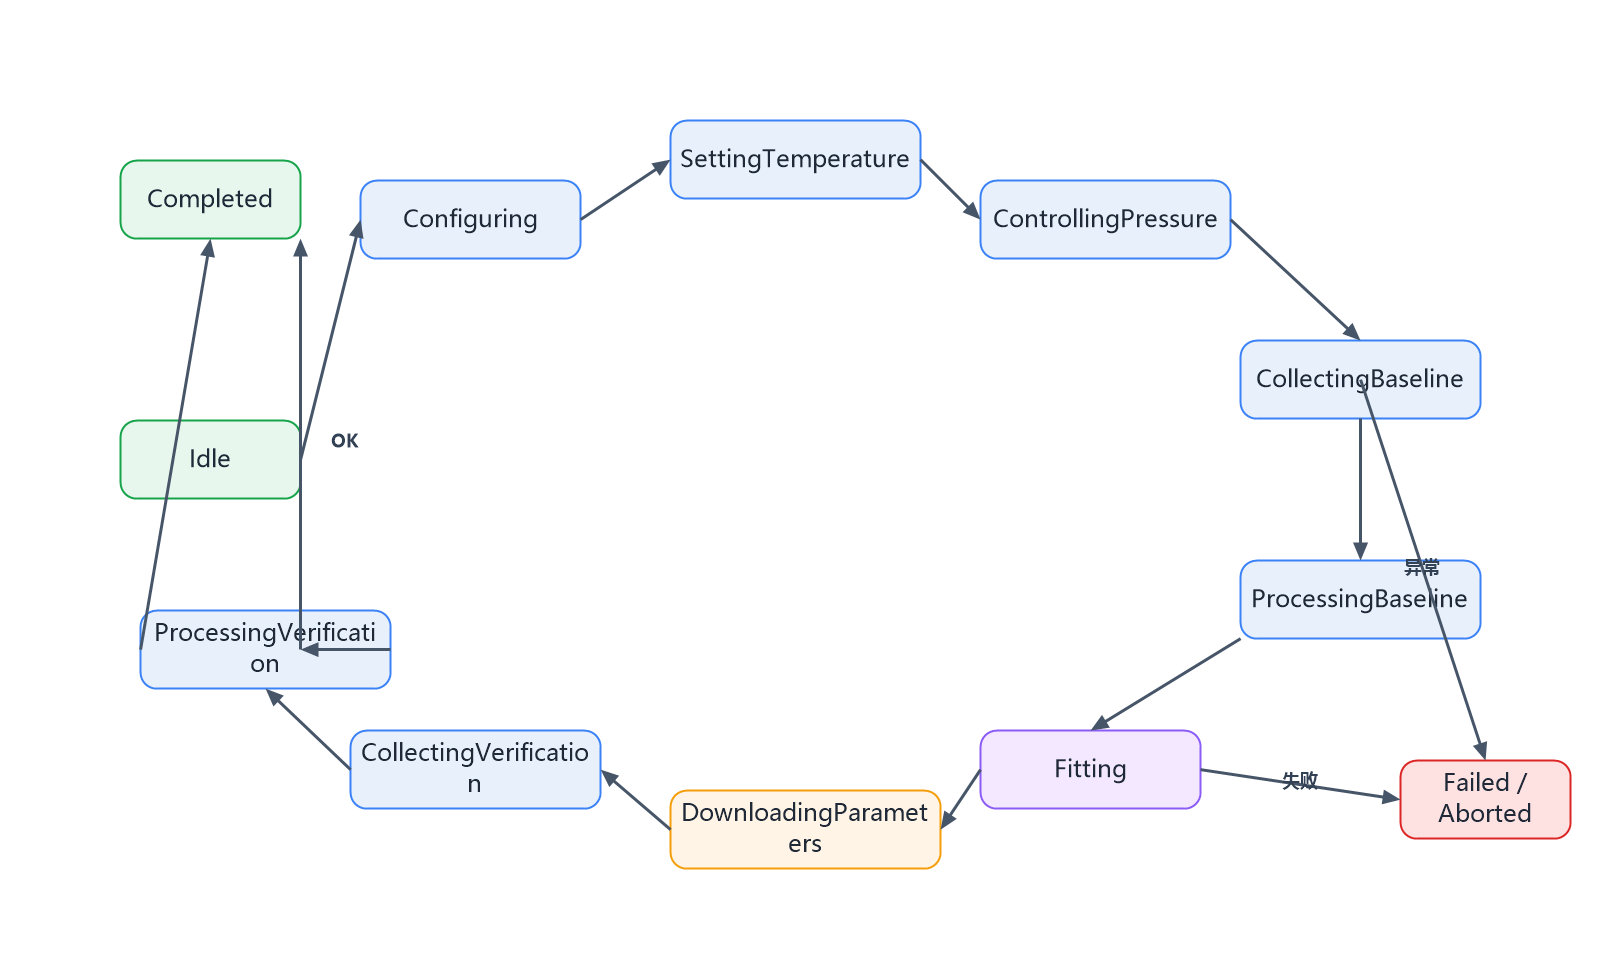 SettingTemperature
Completed
Configuring
ControllingPressure
CollectingBaseline
OK
Idle
异常
ProcessingBaseline
ProcessingVerificati
on
CollectingVerificatio
n
Fitting
失败
Failed /
Aborted
DownloadingParamet
ers